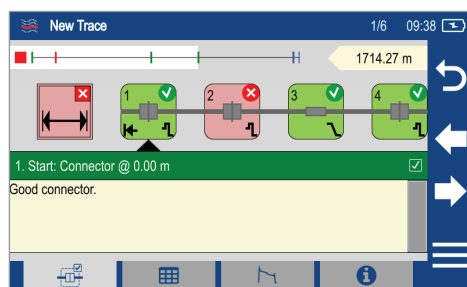 New Trace 1/6 09:38
1714.27 m
1 2 3 4
1. Start: Connector @ 0.00 m
Good connector.